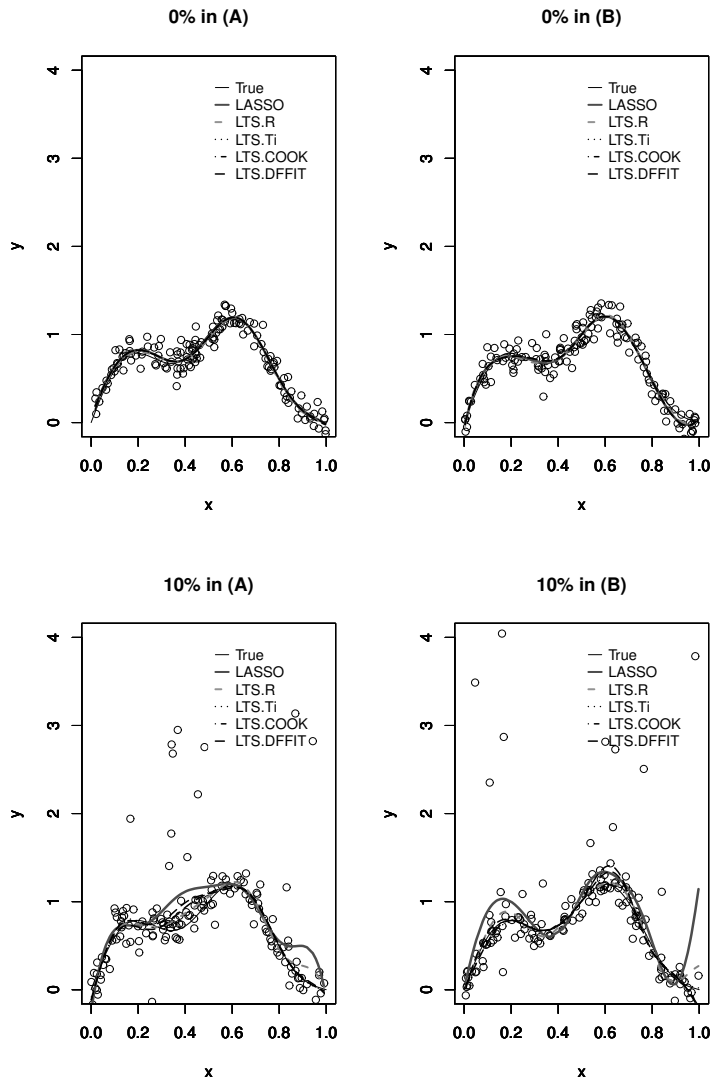 0% in (A)
4
3
2
1
0
y
True
LASSO
LTS.R
LTS.Ti
LTS.COOK
LTS.DFFIT
0.0 0.2 0.4 0.6 0.8 1.0
x
0% in (B)
4
3
2
1
0
y
True
LASSO
LTS.R
LTS.Ti
LTS.COOK
LTS.DFFIT
0.0 0.2 0.4 0.6 0.8 1.0
x
10% in (A)
4
3
2
1
0
y
True
LASSO
LTS.R
LTS.Ti
LTS.COOK
LTS.DFFIT
0.0 0.2 0.4 0.6 0.8 1.0
x
10% in (B)
4
3
2
1
0
y
True
LASSO
LTS.R
LTS.Ti
LTS.COOK
LTS.DFFIT
0.0 0.2 0.4 0.6 0.8 1.0
x